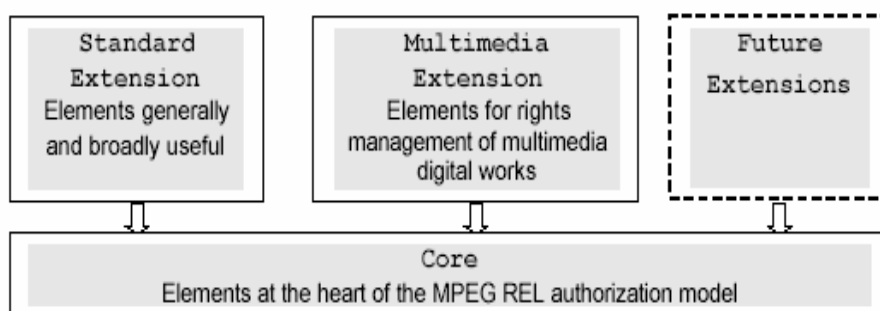 Standard
Extension
Elements generally
and broadly useful
Multimedia
Extension
Elements for rights
management of multimedia
digital works
Future
Extensions
Core
Elements at the heart of the MPEG REL authorization model